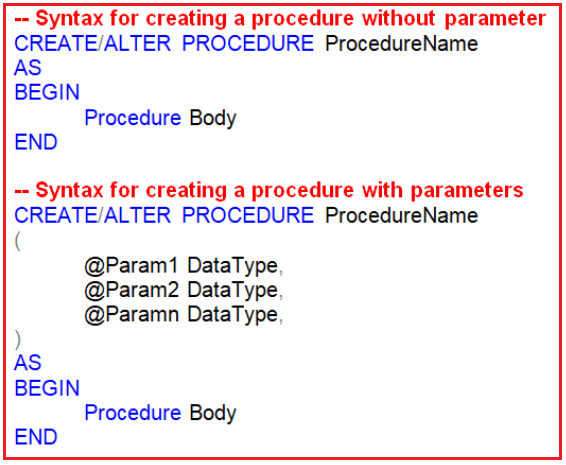 -- Syntax for creating a procedure without parameter
CREATE/ALTER PROCEDURE ProcedureName
AS
BEGIN
Procedure Body
END
-- Syntax for creating a procedure with parameters
CREATE/ALTER PROCEDURE ProcedureName
(
@Param1 DataType,
@Param2 DataType,
@Paramn DataType,
)
AS
BEGIN
Procedure Body
END